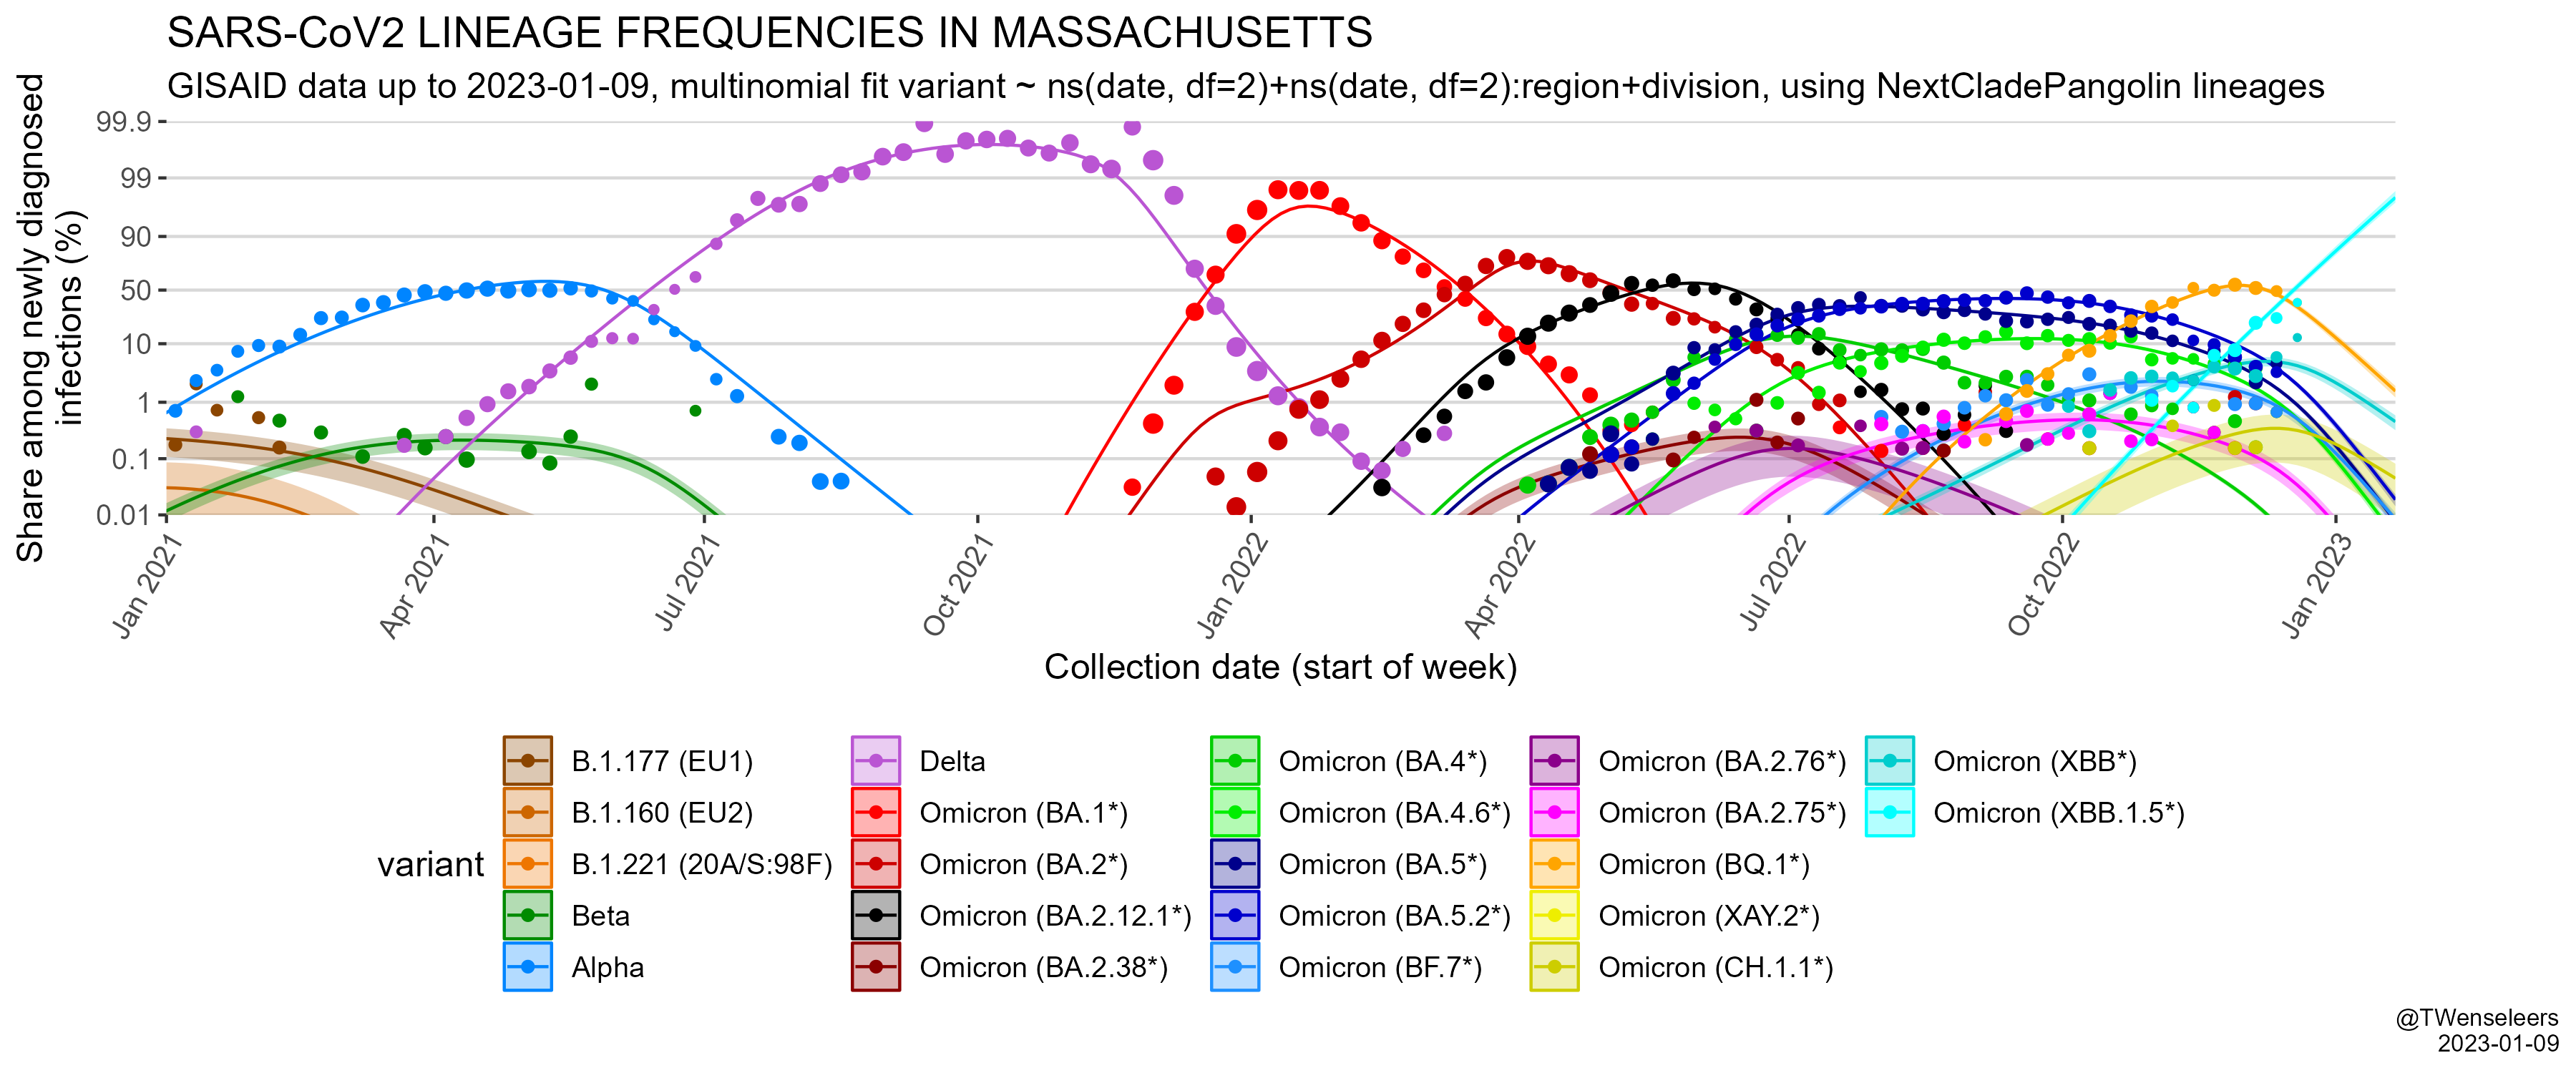 SARS-CoV2 LINEAGE FREQUENCIES IN MASSACHUSETTS
GISAID data up to 2023-01-09, multinomial fit variant ~ ns(date, df=2)+ns(date, df=2):region+division, using NextCladePangolin lineages
Share among newly diagnosed
infections (%)
99.9
99
90
50
10
1
0.1
0.01
Jan 2021
Apr 2021
Jul 2021
Oct 2021
Jan 2022
Apr 2022
Jul 2022
Oct 2022
Jan 2023
Collection date (start of week)
variant
B.1.177 (EU1)
B.1.160 (EU2)
B.1.221 (20A/S:98F)
Beta
Alpha
Delta
Omicron (BA.1*)
Omicron (BA.2*)
Omicron (BA.2.12.1*)
Omicron (BA.2.38*)
Omicron (BA.4*)
Omicron (BA.4.6*)
Omicron (BA.5*)
Omicron (BA.5.2*)
Omicron (BF.7*)
Omicron (BA.2.76*)
Omicron (BA.2.75*)
Omicron (BQ.1*)
Omicron (XAY.2*)
Omicron (CH.1.1*)
Omicron (XBB*)
Omicron (XBB.1.5*)
@TWenseleers
2023-01-09